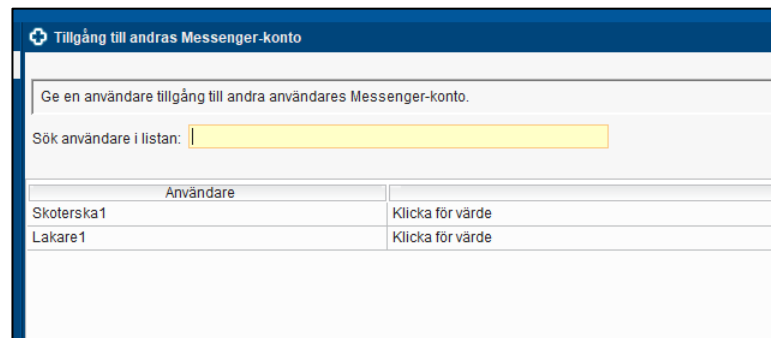 Tillgång till andras Messenger-konto
Ge en användare tillgång till andra användares Messenger-konto.
Sök användare i listan:
Användare
Skoterska1 Klicka för värde
Lakare1 Klicka för värde